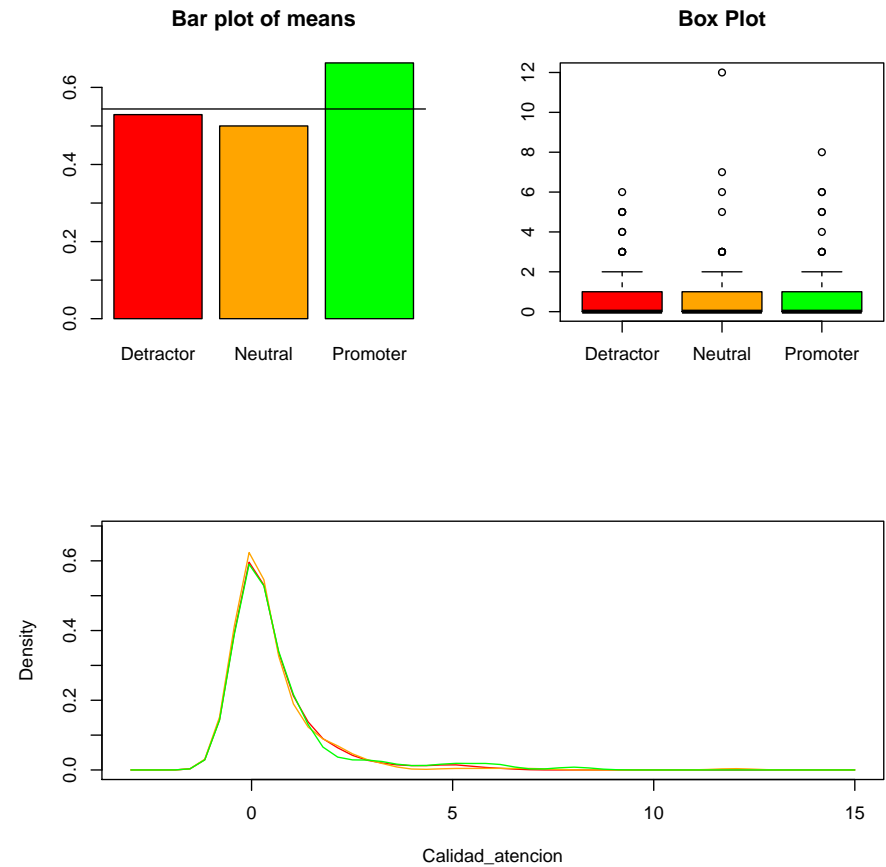 Bar plot of means
0.0 0.2 0.4 0.6
Detractor Neutral Promoter
Box Plot
0 2 4 6 8 10 12
Detractor Neutral Promoter
Density
0.0 0.2 0.4 0.6
0 5 10 15
Calidad_atencion